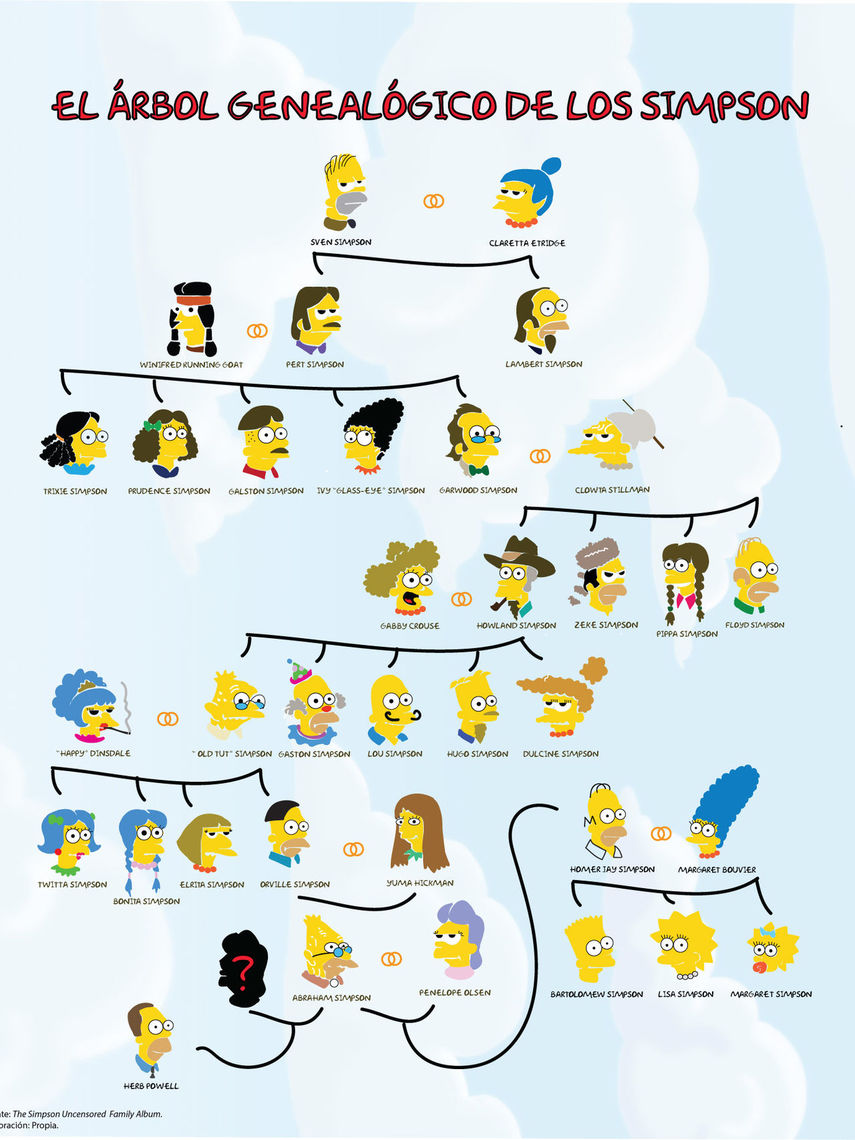 EL ÁRBOL GENEALÓGICO DE LOS SIMPSON
SVEN SIMPSON
CLARETTA ETRIDGE
WINIFRED RUNNING GOAT
PERT SIMPSON
LAMBERT SIMPSON
TRIXIE SIMPSON
PRUDENCE SIMPSON
GALSTON SIMPSON
IVY "GLASS-EYE" SIMPSON
GARWOOD SIMPSON
CLOWTA STILLMAN
GABBY CROUSE
HOWLAND SIMPSON
ZEKE SIMPSON
PIPPA SIMPSON
FLOYD SIMPSON
"HAPPY" DINSDALE
"OLD TUT" SIMPSON
GASTON SIMPSON
LOU SIMPSON
HUGO SIMPSON
DULCINE SIMPSON
TWITTA SIMPSON
BONITA SIMPSON
ELRITA SIMPSON
ORVILLE SIMPSON
YUMA HICKMAN
HOMER JAY SIMPSON
MARGARET BOUVIER
BARTOLOMEW SIMPSON
LISA SIMPSON
MARGARET SIMPSON
?
ABRAHAM SIMPSON
PENELOPE OLSEN
HERB POWELL
te: The Simpson Uncensored Family Album.
oración: Propia.